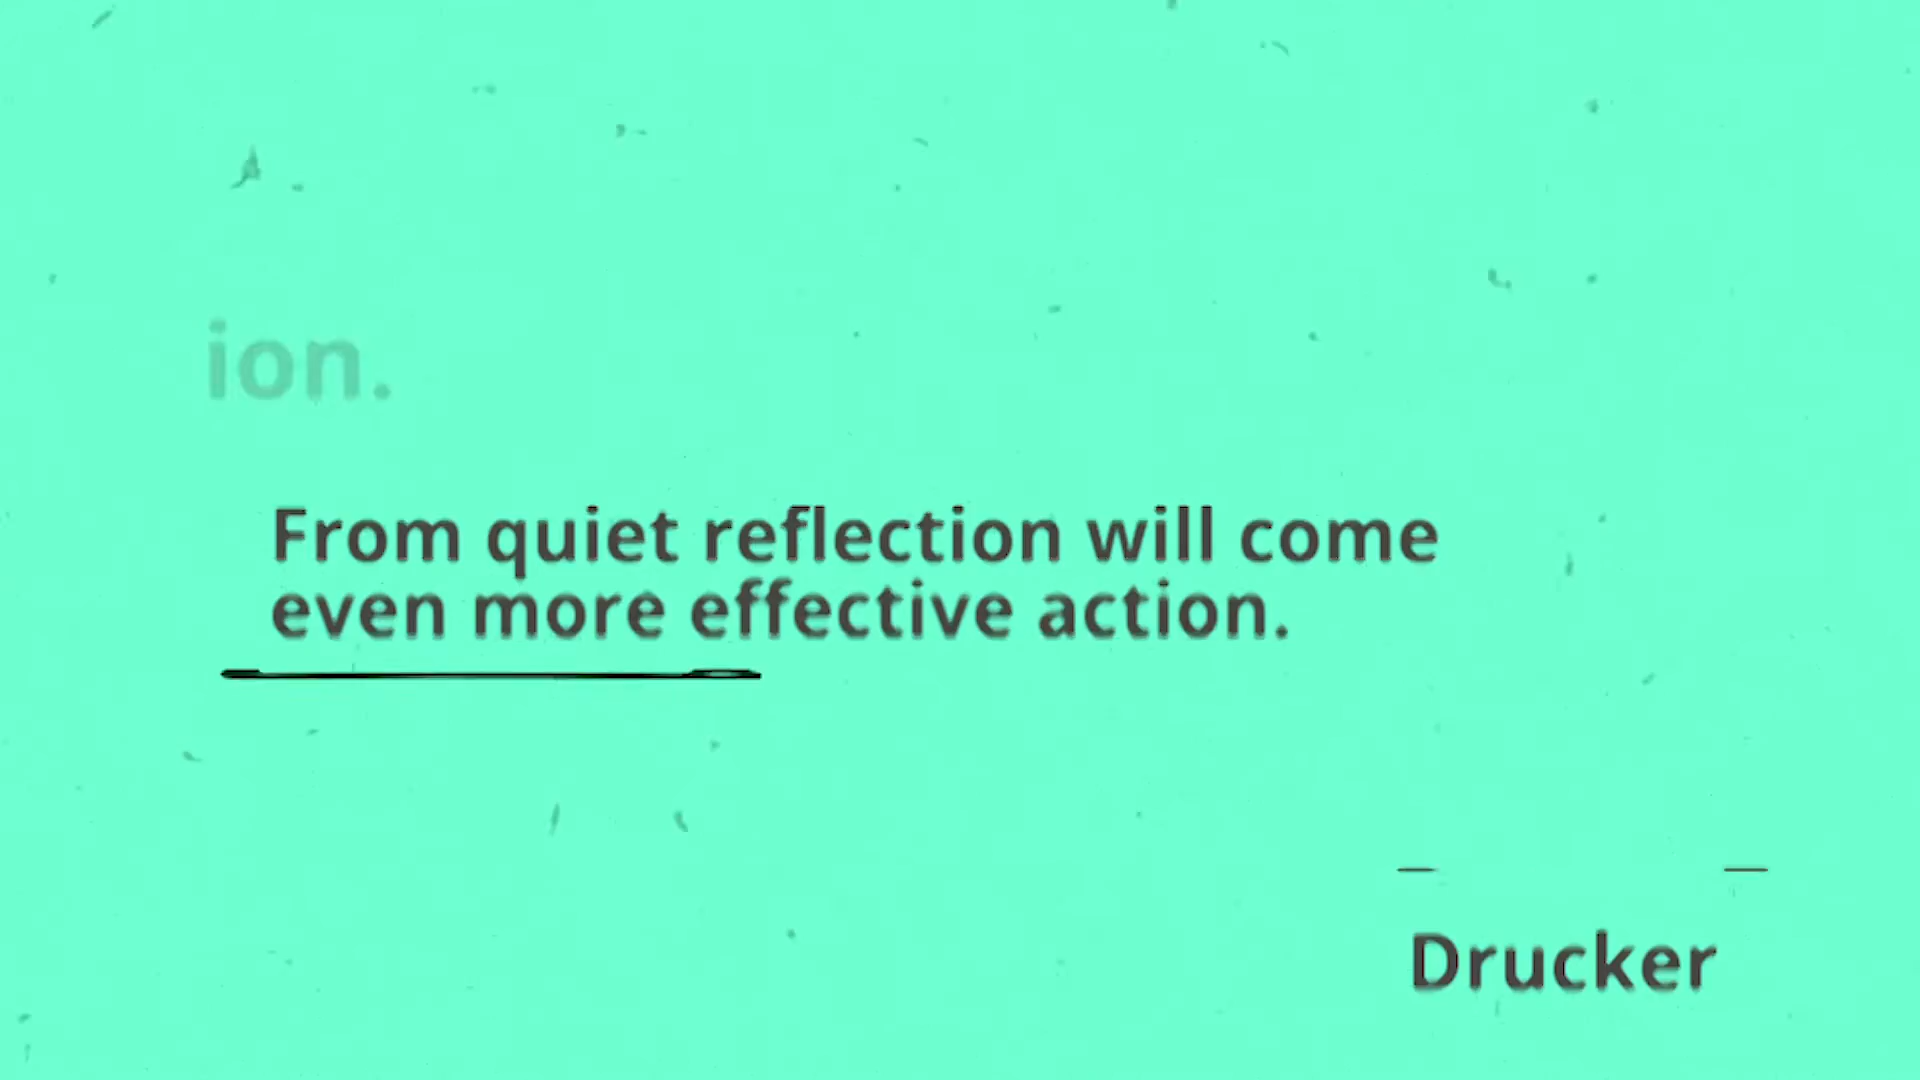 ion.
From quiet reflection will come
even more effective action.
Drucker